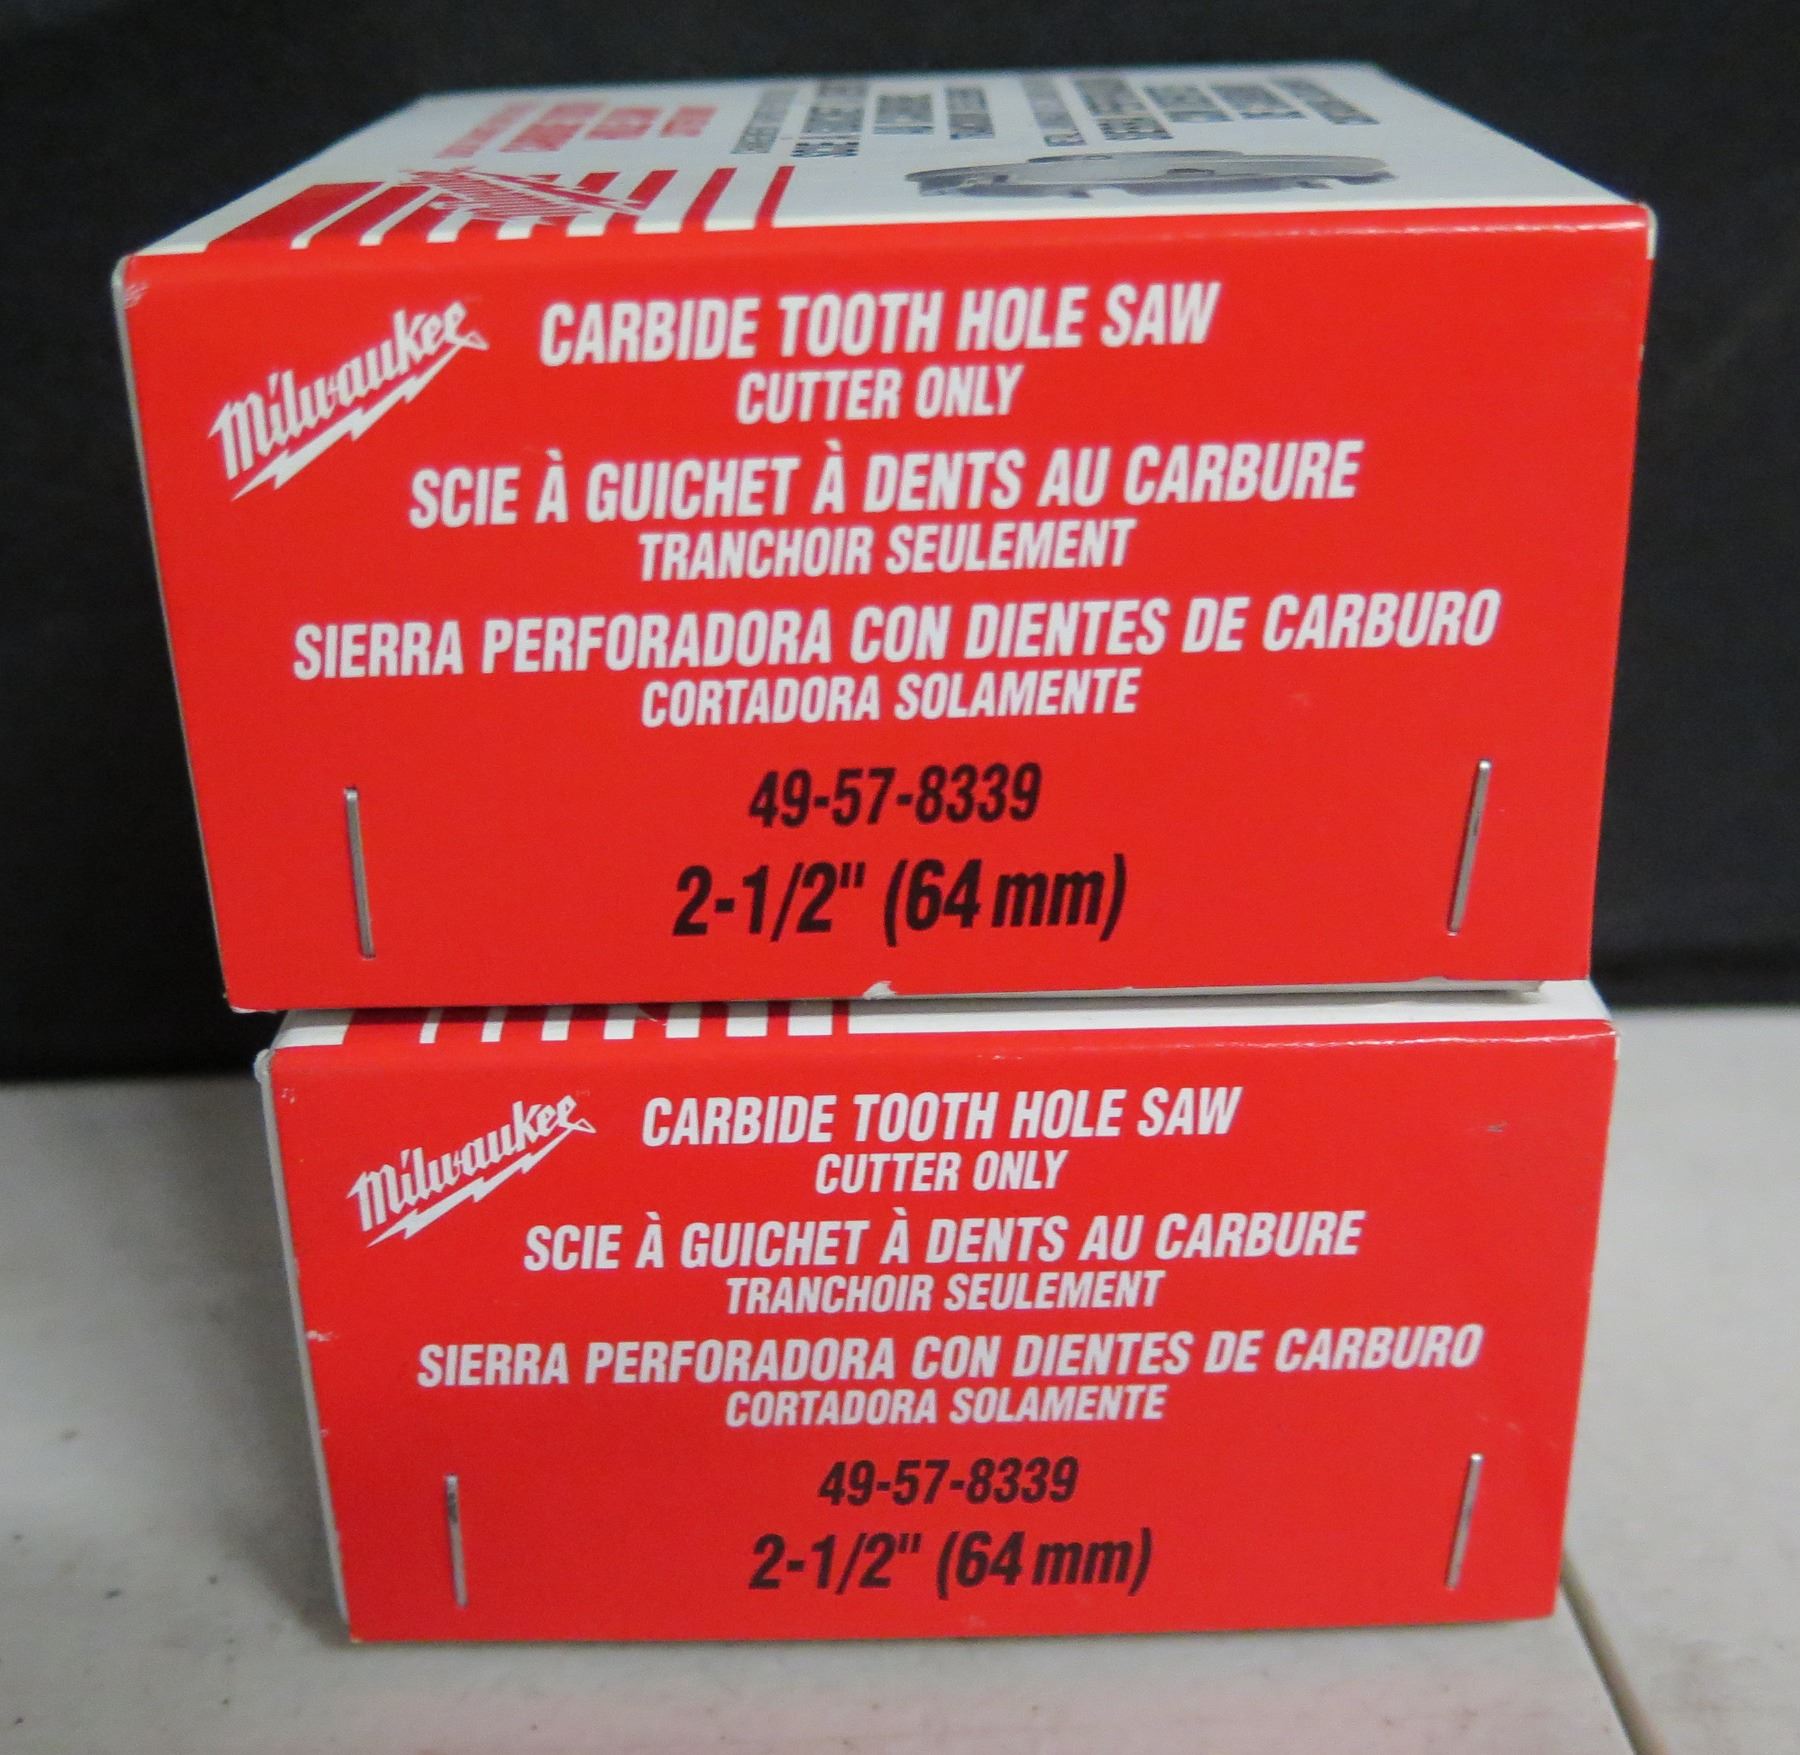 Milwaukee
CARBIDE TOOTH HOLE SAW
CUTTER ONLY
SCIE À GUICHET À DENTS AU CARBURE
TRANCHOIR SEULEMENT
SIERRA PERFORADORA CON DIENTES DE CARBURO
CORTADORA SOLAMENTE
49-57-8339
2-1/2" (64 mm)
Milwaukee
CARBIDE TOOTH HOLE SAW
CUTTER ONLY
SCIE À GUICHET À DENTS AU CARBURE
TRANCHOIR SEULEMENT
SIERRA PERFORADORA CON DIENTES DE CARBURO
CORTADORA SOLAMENTE
49-57-8339
2-1/2" (64 mm)